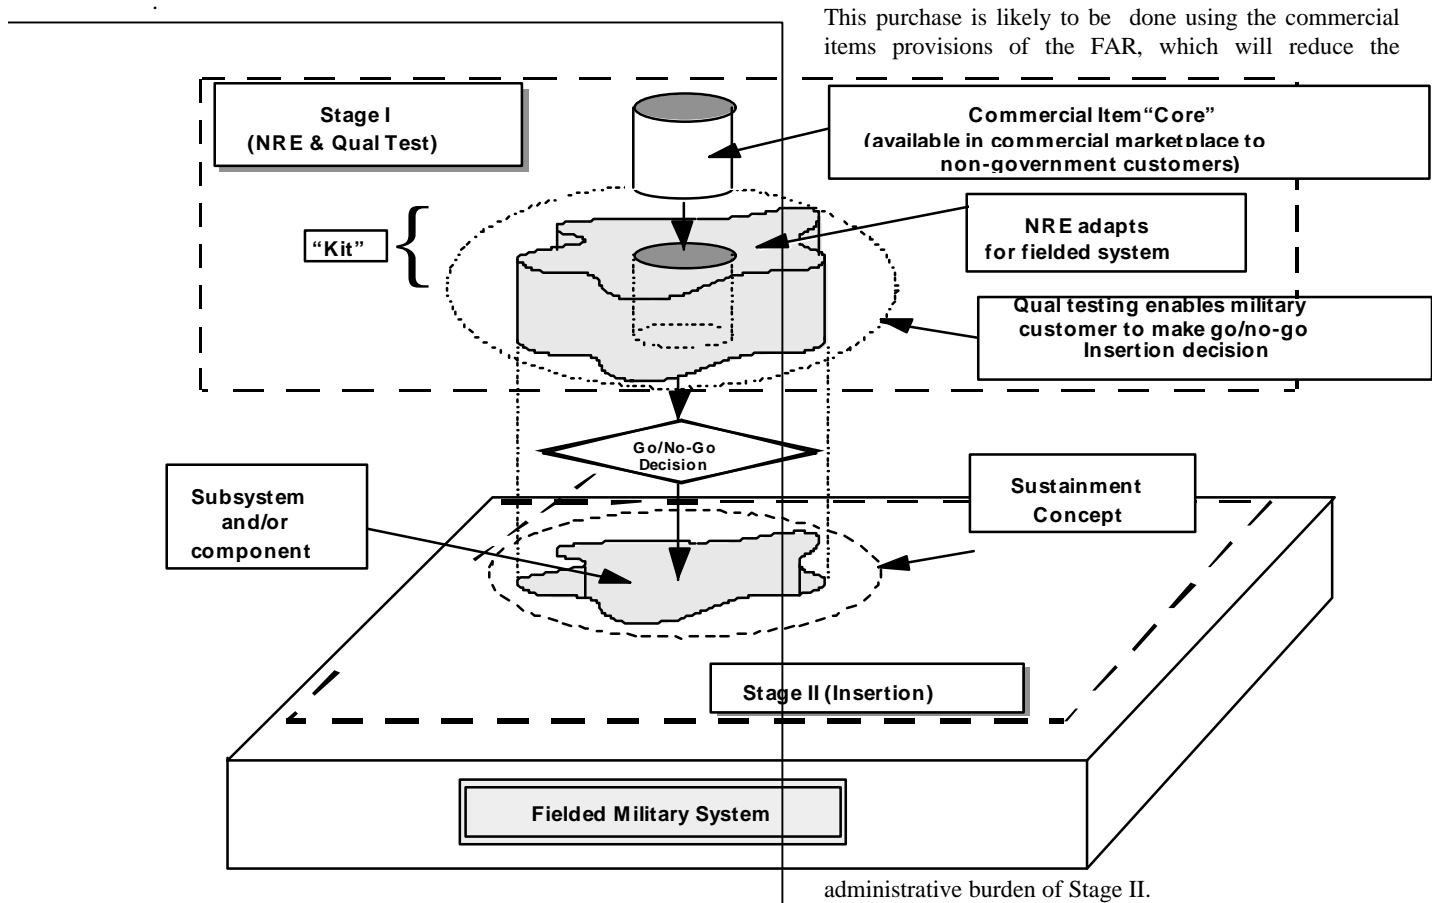 This purchase is likely to be done using the commercial
items provisions of the FAR, which will reduce the
Stage I
(NRE & Qual Test)
Commercial Item“Core”
(available in commercial marketplace to
non-government customers)
“Kit”
NRE adapts
for fielded system
Qual testing enables military
customer to make go/no-go
Insertion decision
Go/No-Go
Decision
Subsystem
and/or
component
Sustainment
Concept
Stage II (Insertion)
Fielded Military System
administrative burden of Stage II.